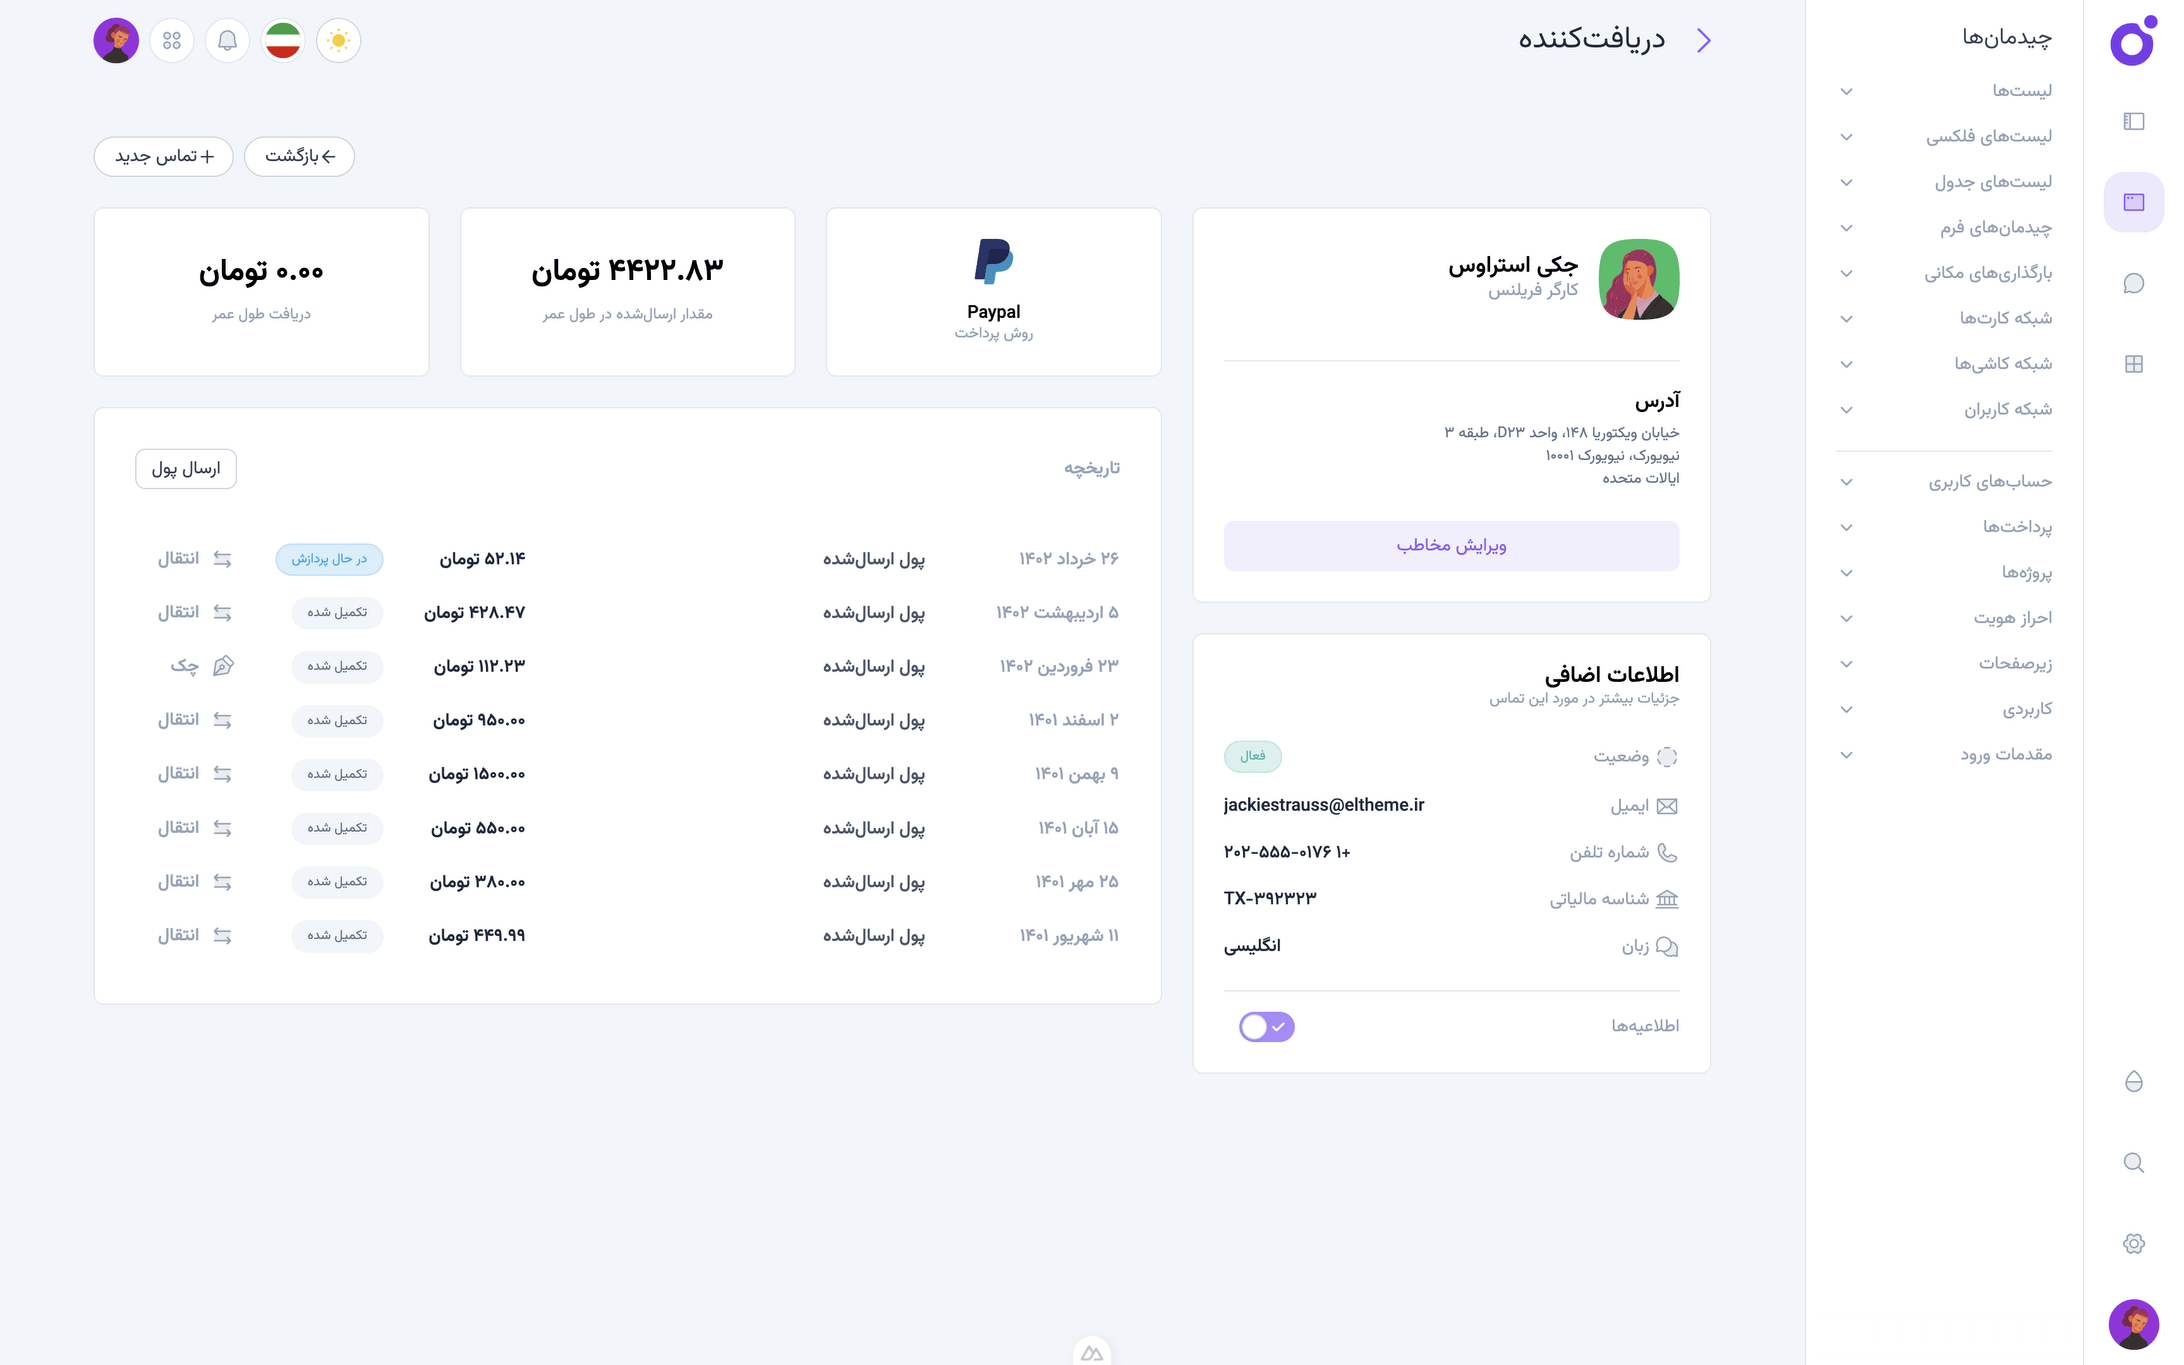 چیدمان‌ها
لیست‌ها
لیست‌های فلکسی
لیست‌های جدول
چیدمان‌های فرم
بارگذاری‌های مکانی
شبکه کارت‌ها
شبکه کاشی‌ها
شبکه کاربران
حساب‌های کاربری
پرداخت‌ها
پروژه‌ها
احراز هویت
زیرصفحات
کاربردی
مقدمات ورود
دریافت‌کننده
بازگشت
تماس جدید
جکی استراوس
کارگر فریلنس
آدرس
خیابان ویکتوریا ۱۴۸، واحد D۲۳، طبقه ۳
نیویورک، نیویورک ۱۰۰۰۱
ایالات متحده
ویرایش مخاطب
اطلاعات اضافی
جزئیات بیشتر در مورد این تماس
وضعیت فعال
ایمیل jackiestrauss@eltheme.ir
شماره تلفن +۱ ۲۰۲-۵۵۵-۰۱۷۶
شناسه مالیاتی TX-۳۹۲۳۲۳
زبان انگلیسی
اطلاعیه‌ها
Paypal
روش پرداخت
۴۴۲۲.۸۳ تومان
مقدار ارسال‌شده در طول عمر
۰.۰۰ تومان
دریافت طول عمر
تاریخچه
ارسال پول
۲۶ خرداد ۱۴۰۲ پول ارسال‌شده ۵۲.۱۴ تومان در حال پردازش انتقال
۵ اردیبهشت ۱۴۰۲ پول ارسال‌شده ۴۲۸.۴۷ تومان تکمیل شده انتقال
۲۳ فروردین ۱۴۰۲ پول ارسال‌شده ۱۱۲.۲۳ تومان تکمیل شده چک
۲ اسفند ۱۴۰۱ پول ارسال‌شده ۹۵۰.۰۰ تومان تکمیل شده انتقال
۹ بهمن ۱۴۰۱ پول ارسال‌شده ۱۵۰۰.۰۰ تومان تکمیل شده انتقال
۱۵ آبان ۱۴۰۱ پول ارسال‌شده ۵۵۰.۰۰ تومان تکمیل شده انتقال
۲۵ مهر ۱۴۰۱ پول ارسال‌شده ۳۸۰.۰۰ تومان تکمیل شده انتقال
۱۱ شهریور ۱۴۰۱ پول ارسال‌شده ۴۴۹.۹۹ تومان تکمیل شده انتقال